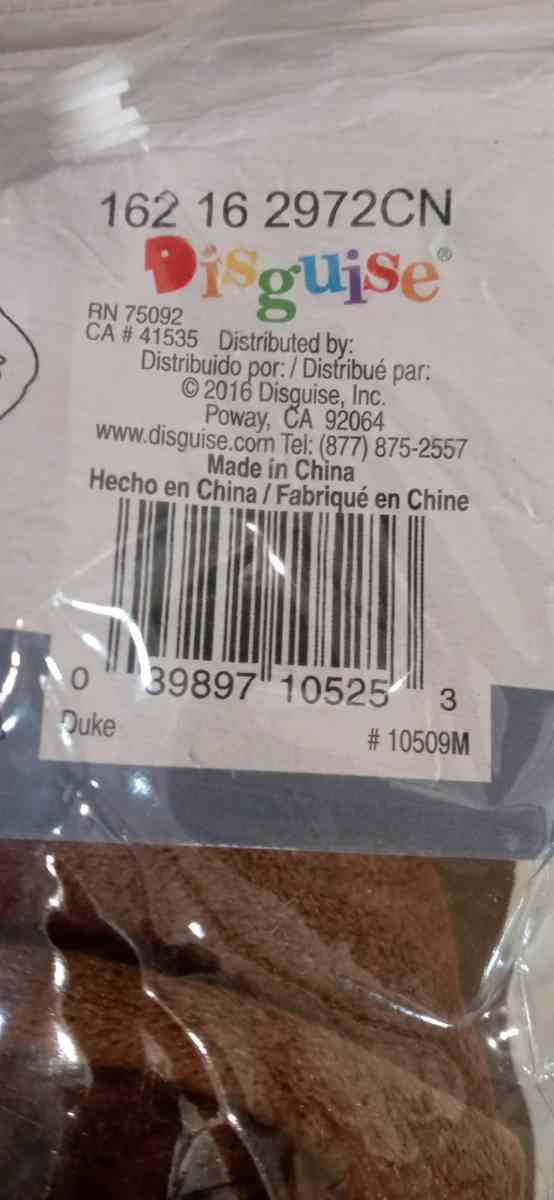 162 16 2972CN
Disguise®
RN 75092
CA # 41535 Distributed by:
Distribuido por: / Distribué par:
© 2016 Disguise, Inc.
Poway, CA 92064
www.disguise.com Tel: (877) 875-2557
Made in China
Hecho en China / Fabriqué en Chine
0 39897 10525 3
Duke # 10509M